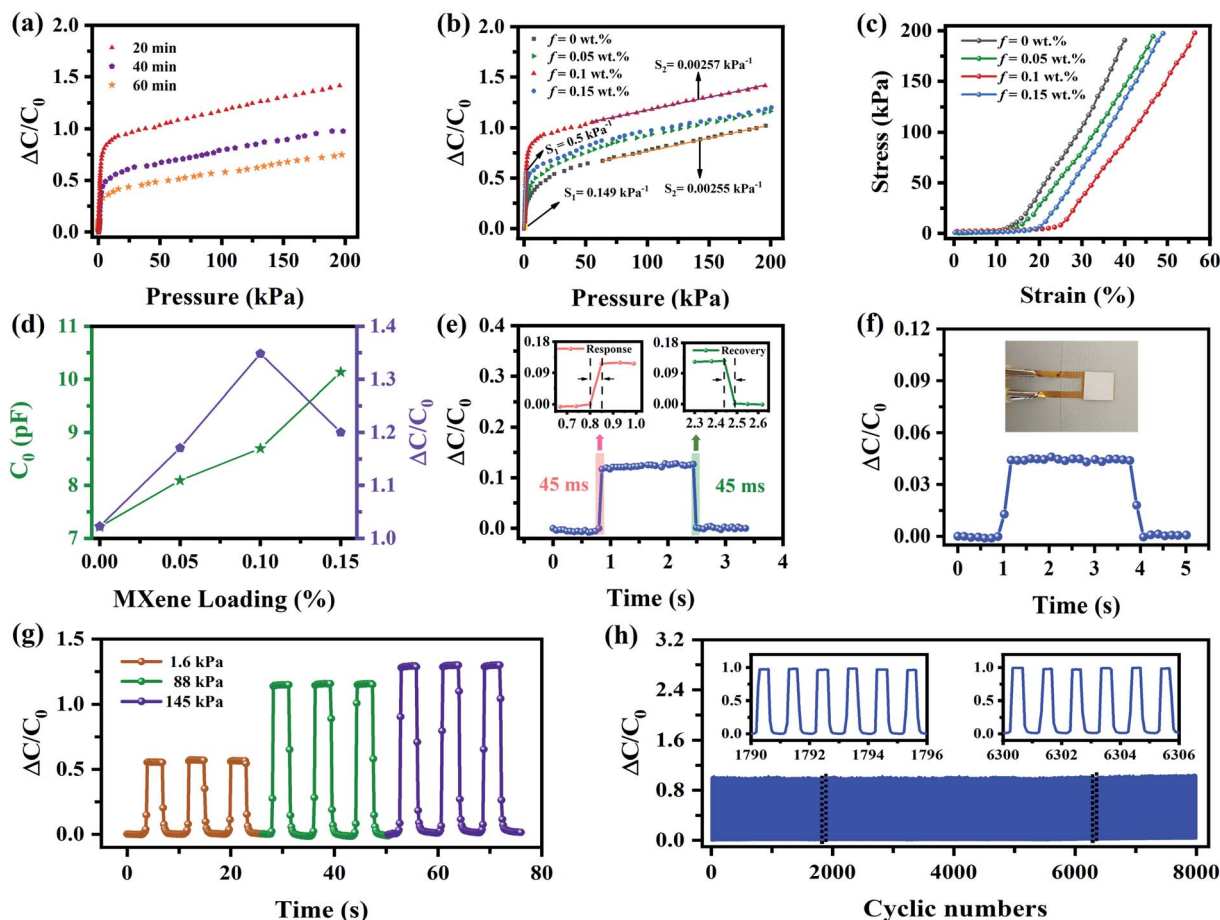 (a)
2.0
1.5
1.0
0.5
0.0
ΔC/C₀
20 min
40 min
60 min
0 50 100 150 200
Pressure (kPa)
(b)
2.0
1.5
1.0
0.5
0.0
ΔC/C₀
f = 0 wt.%
f = 0.05 wt.%
f = 0.1 wt.%
f = 0.15 wt.%
S₂= 0.00257 kPa⁻¹
S₁= 0.5 kPa⁻¹
S₁= 0.149 kPa⁻¹
S₂= 0.00255 kPa⁻¹
0 50 100 150 200
Pressure (kPa)
(c)
250
200
150
100
50
0
Stress (kPa)
f = 0 wt.%
f = 0.05 wt.%
f = 0.1 wt.%
f = 0.15 wt.%
0 10 20 30 40 50 60
Strain (%)
(d)
11
10
9
8
7
C₀ (pF)
1.4
1.3
1.2
1.1
1.0
ΔC/C₀
0.00 0.05 0.10 0.15
MXene Loading (%)
(e)
0.4
0.3
0.2
0.1
0.0
ΔC/C₀
0.18
0.08
0.00
Response
0.7 0.8 0.9 1.0
0.18
0.08
0.00
Recovery
2.3 2.4 2.5 2.6
45 ms
45 ms
0 1 2 3 4
Time (s)
(f)
0.12
0.09
0.06
0.03
0.00
ΔC/C₀
0 1 2 3 4 5
Time (s)
(g)
1.5
1.0
0.5
0.0
ΔC/C₀
1.6 kPa
88 kPa
145 kPa
0 20 40 60 80
Time (s)
(h)
3.2
2.4
1.6
0.8
0.0
ΔC/C₀
1.0
0.5
0.0
1790 1792 1794 1796
1.0
0.5
0.0
6300 6302 6304 6306
0 2000 4000 6000 8000
Cyclic numbers